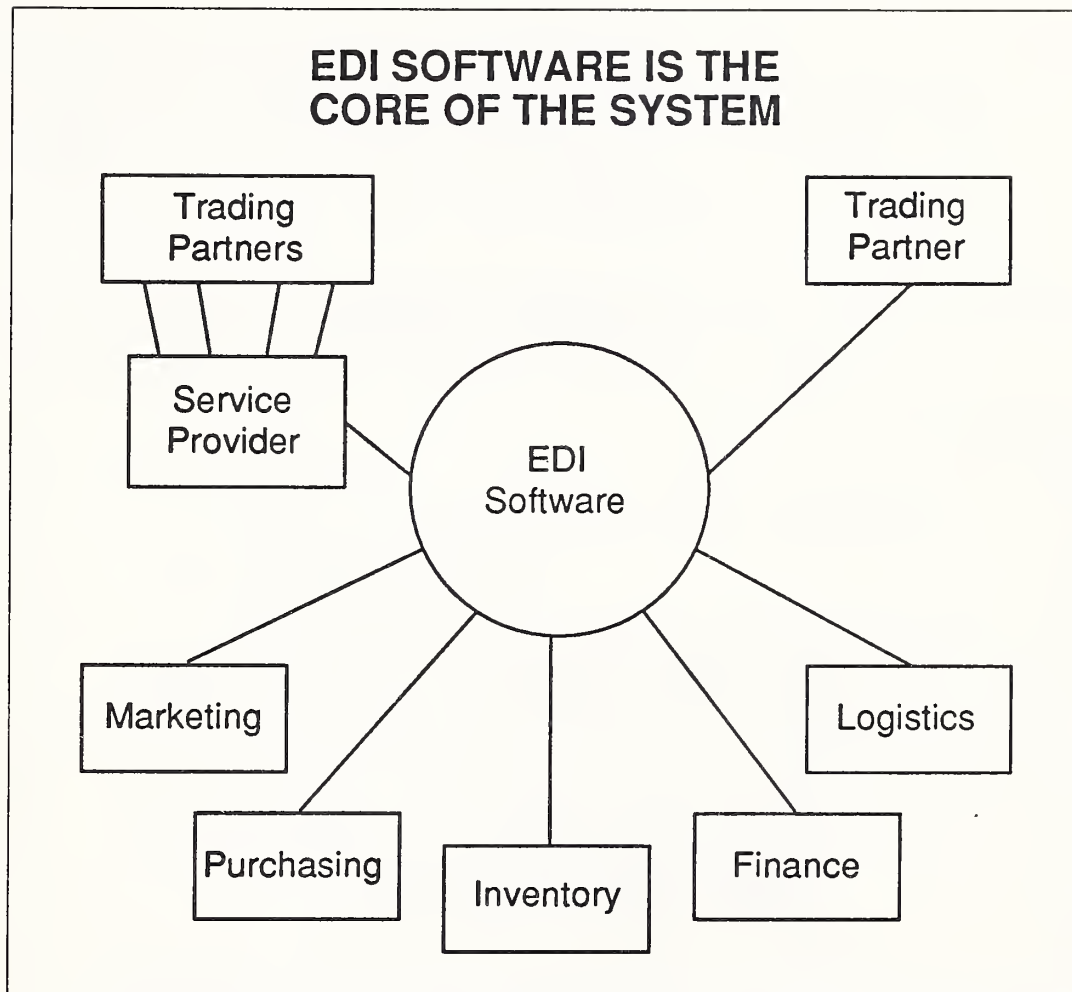 EDI SOFTWARE IS THE
CORE OF THE SYSTEM
Trading
Partners
Trading
Partner
Service
Provider
EDI
Software
Marketing
Logistics
Purchasing
Inventory
Finance